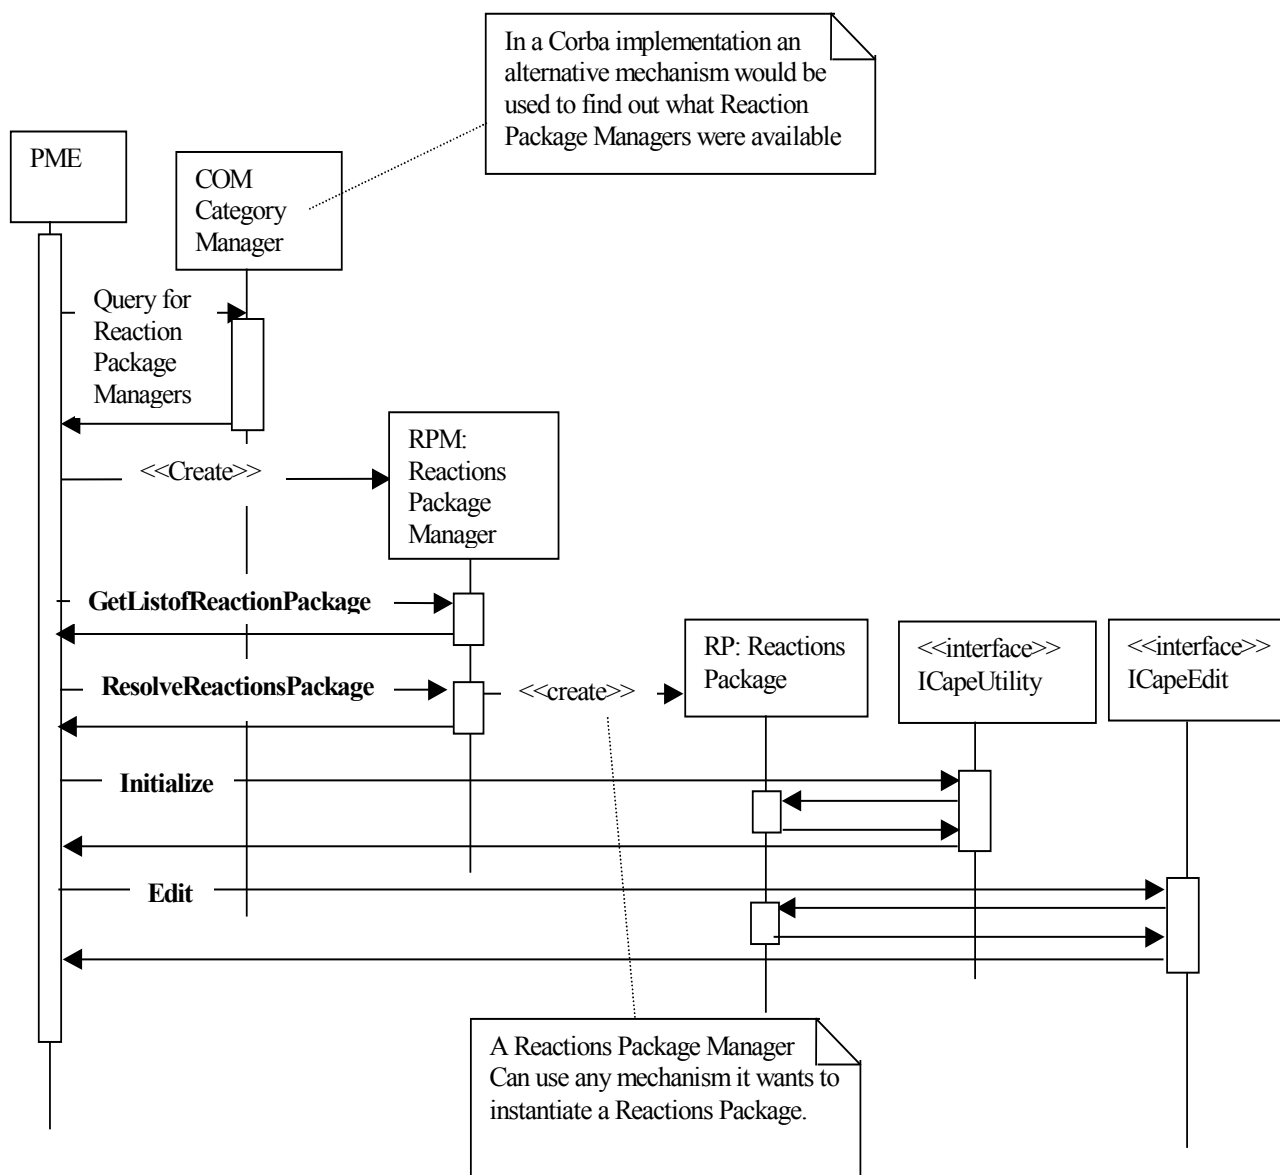 In a Corba implementation an
alternative mechanism would be
used to find out what Reaction
Package Managers were available
PME
COM
Category
Manager
Query for
Reaction
Package
Managers
<<Create>>
RPM:
Reactions
Package
Manager
GetListofReactionPackage
RP: Reactions
Package
<<interface>>
ICapeUtility
<<interface>>
ICapeEdit
ResolveReactionsPackage
<<create>>
Initialize
Edit
A Reactions Package Manager
Can use any mechanism it wants to
instantiate a Reactions Package.